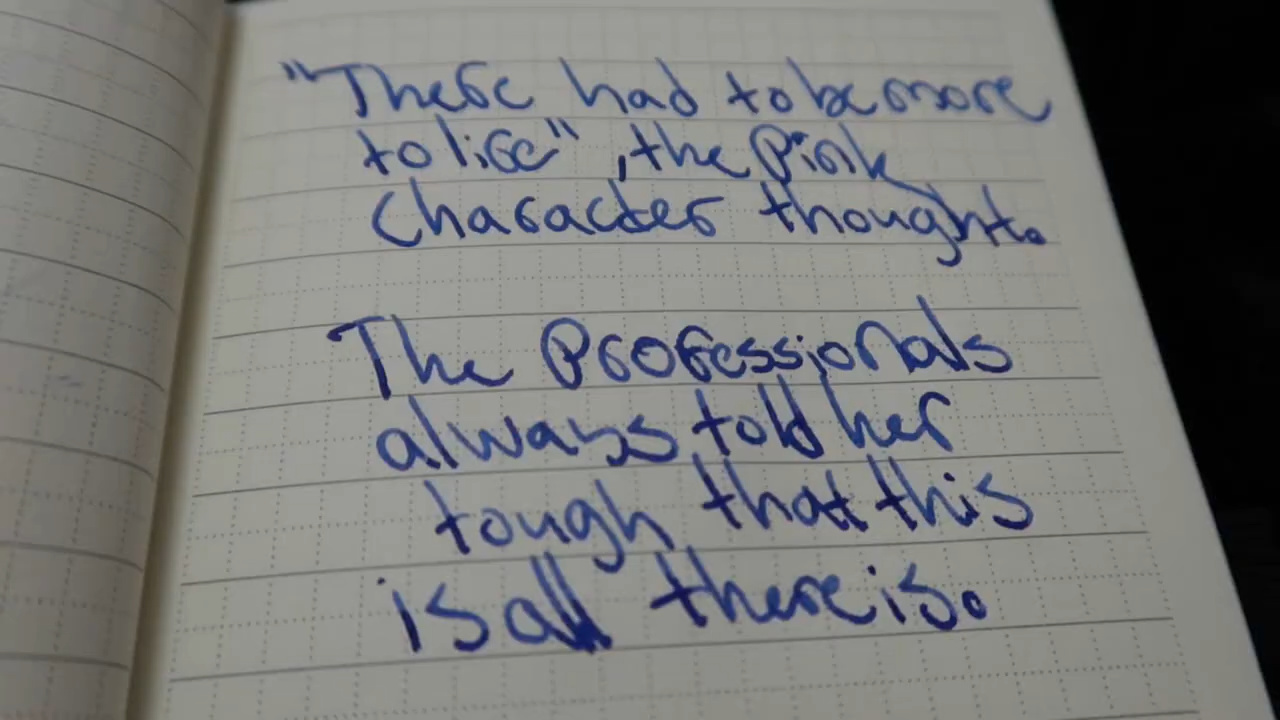 "There had to be more
to life", the pink
character thought.
The Professionals
always told her
tough that this
is all there is.